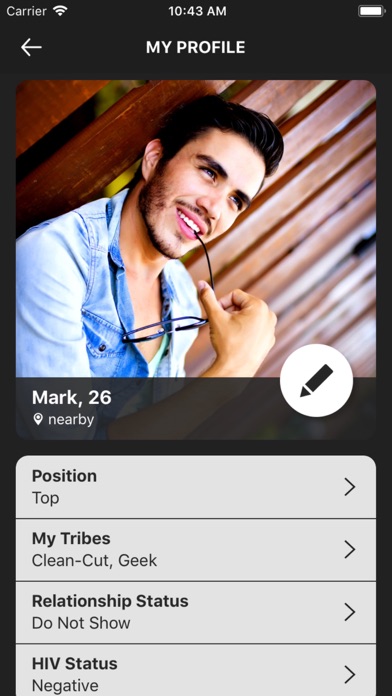 Carrier 10:43 AM
MY PROFILE
Mark, 26
nearby
Position
Top
My Tribes
Clean-Cut, Geek
Relationship Status
Do Not Show
HIV Status
Negative